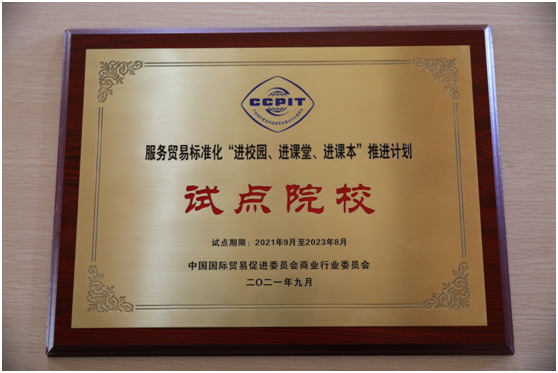 CCPIT
服务贸易标准化“进校园、进课堂、进课本”推进计划
试点院校
试点期限：2021年9月至2023年8月
中国国际贸易促进委员会商业行业委员会
二〇二一年九月